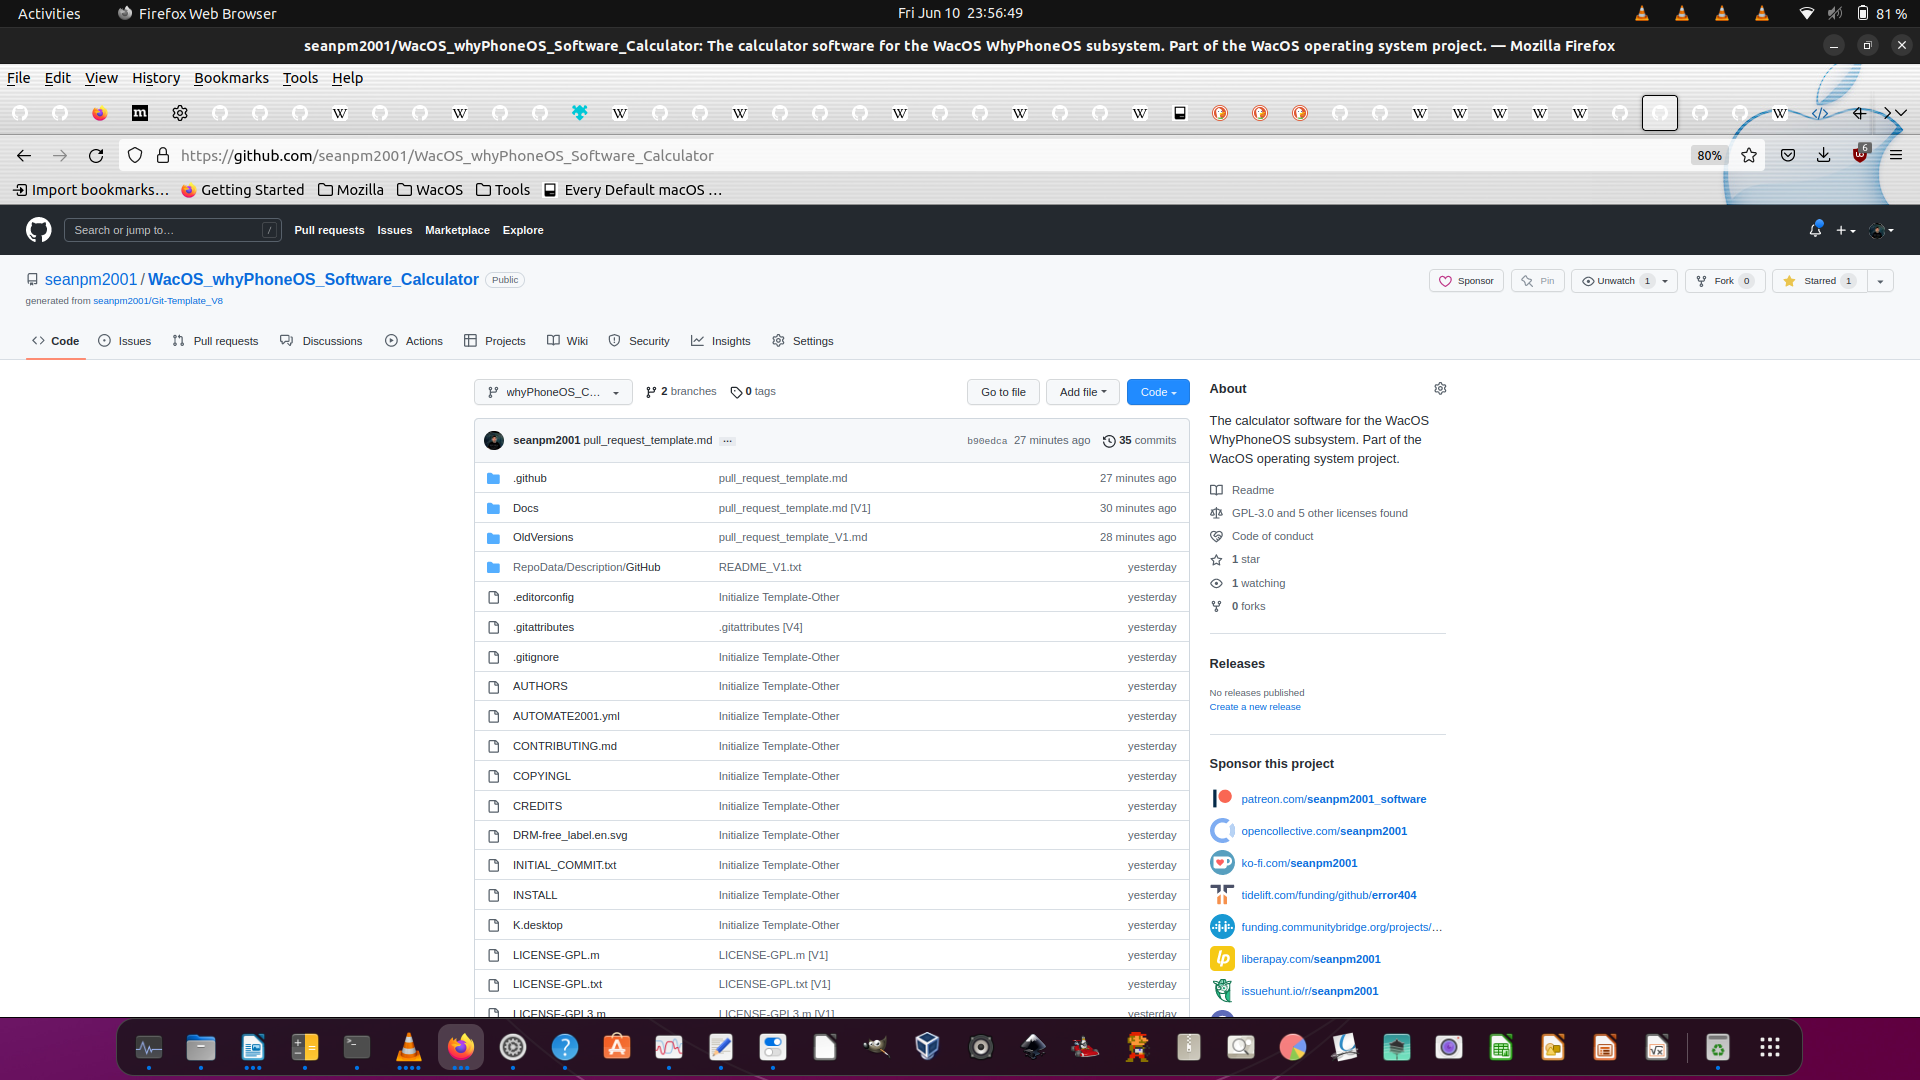 Activities Firefox Web Browser Fri Jun 10 23:56:49 81 %
seanpm2001/WacOS_whyPhoneOS_Software_Calculator: The calculator software for the WacOS WhyPhoneOS subsystem. Part of the WacOS operating system project. — Mozilla Firefox
File Edit View History Bookmarks Tools Help
https://github.com/seanpm2001/WacOS_whyPhoneOS_Software_Calculator 80% 6
Import bookmarks… Getting Started Mozilla WacOS Tools Every Default macOS …
Search or jump to… / Pull requests Issues Marketplace Explore
seanpm2001 / WacOS_whyPhoneOS_Software_Calculator Public Sponsor Pin Unwatch 1 Fork 0 Starred 1
generated from seanpm2001/Git-Template_V8
Code Issues Pull requests Discussions Actions Projects Wiki Security Insights Settings
whyPhoneOS_C... 2 branches 0 tags Go to file Add file Code
seanpm2001 pull_request_template.md ... b90edca 27 minutes ago 35 commits
.github pull_request_template.md 27 minutes ago
Docs pull_request_template.md [V1] 30 minutes ago
OldVersions pull_request_template_V1.md 28 minutes ago
RepoData/Description/GitHub README_V1.txt yesterday
.editorconfig Initialize Template-Other yesterday
.gitattributes .gitattributes [V4] yesterday
.gitignore Initialize Template-Other yesterday
AUTHORS Initialize Template-Other yesterday
AUTOMATE2001.yml Initialize Template-Other yesterday
CONTRIBUTING.md Initialize Template-Other yesterday
COPYINGL Initialize Template-Other yesterday
CREDITS Initialize Template-Other yesterday
DRM-free_label.en.svg Initialize Template-Other yesterday
INITIAL_COMMIT.txt Initialize Template-Other yesterday
INSTALL Initialize Template-Other yesterday
K.desktop Initialize Template-Other yesterday
LICENSE-GPL.m LICENSE-GPL.m [V1] yesterday
LICENSE-GPL.txt LICENSE-GPL.txt [V1] yesterday
LICENSE-GPL3.m LICENSE-GPL3.m [V1] yesterday
About
The calculator software for the WacOS
WhyPhoneOS subsystem. Part of the
WacOS operating system project.
Readme
GPL-3.0 and 5 other licenses found
Code of conduct
1 star
1 watching
0 forks
Releases
No releases published
Create a new release
Sponsor this project
patreon.com/seanpm2001_software
opencollective.com/seanpm2001
ko-fi.com/seanpm2001
tidelift.com/funding/github/error404
funding.communitybridge.org/projects/...
liberapay.com/seanpm2001
issuehunt.io/r/seanpm2001